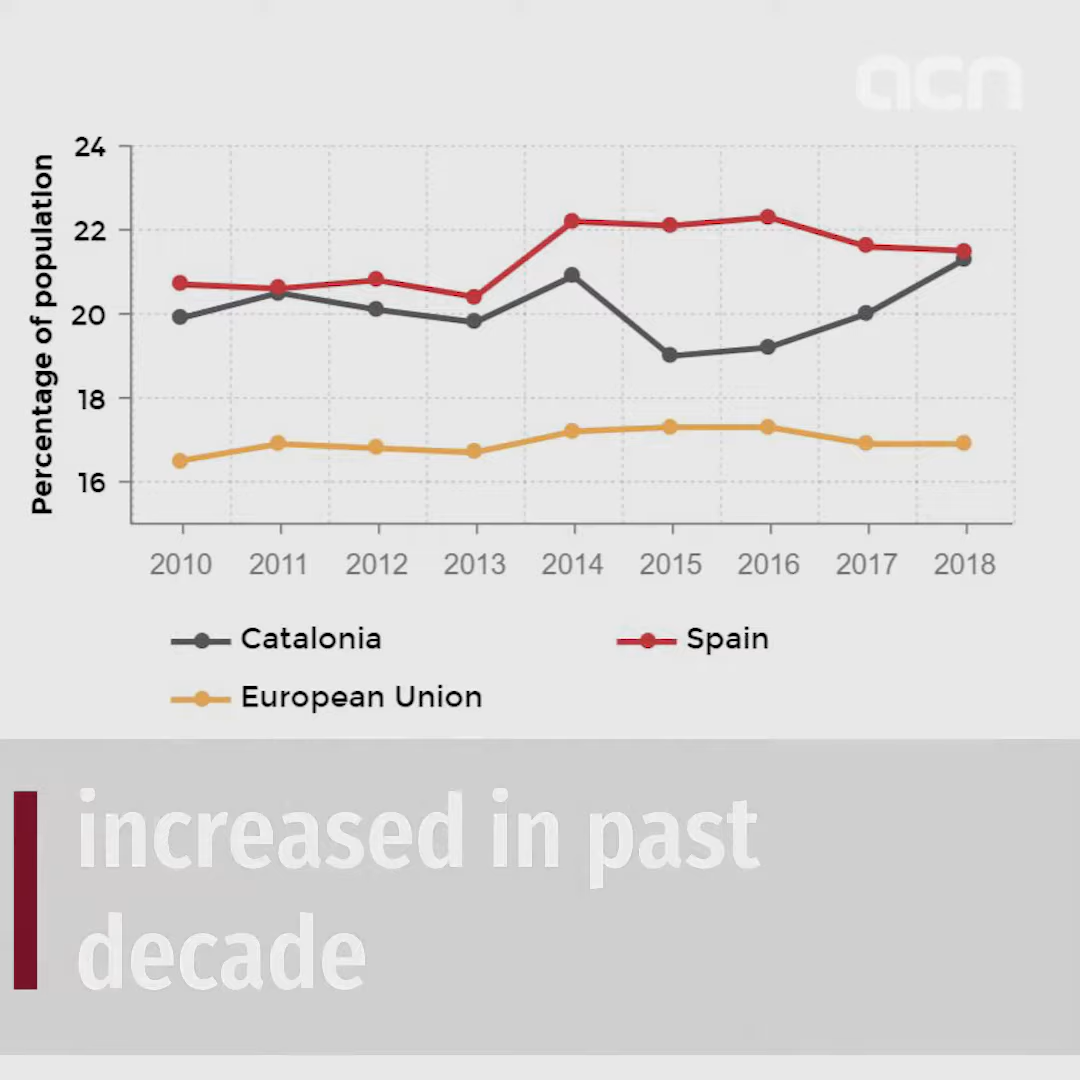 acn
Percentage of population
24
22
20
18
16
2010 2011 2012 2013 2014 2015 2016 2017 2018
Catalonia Spain
European Union
increased in past
decade